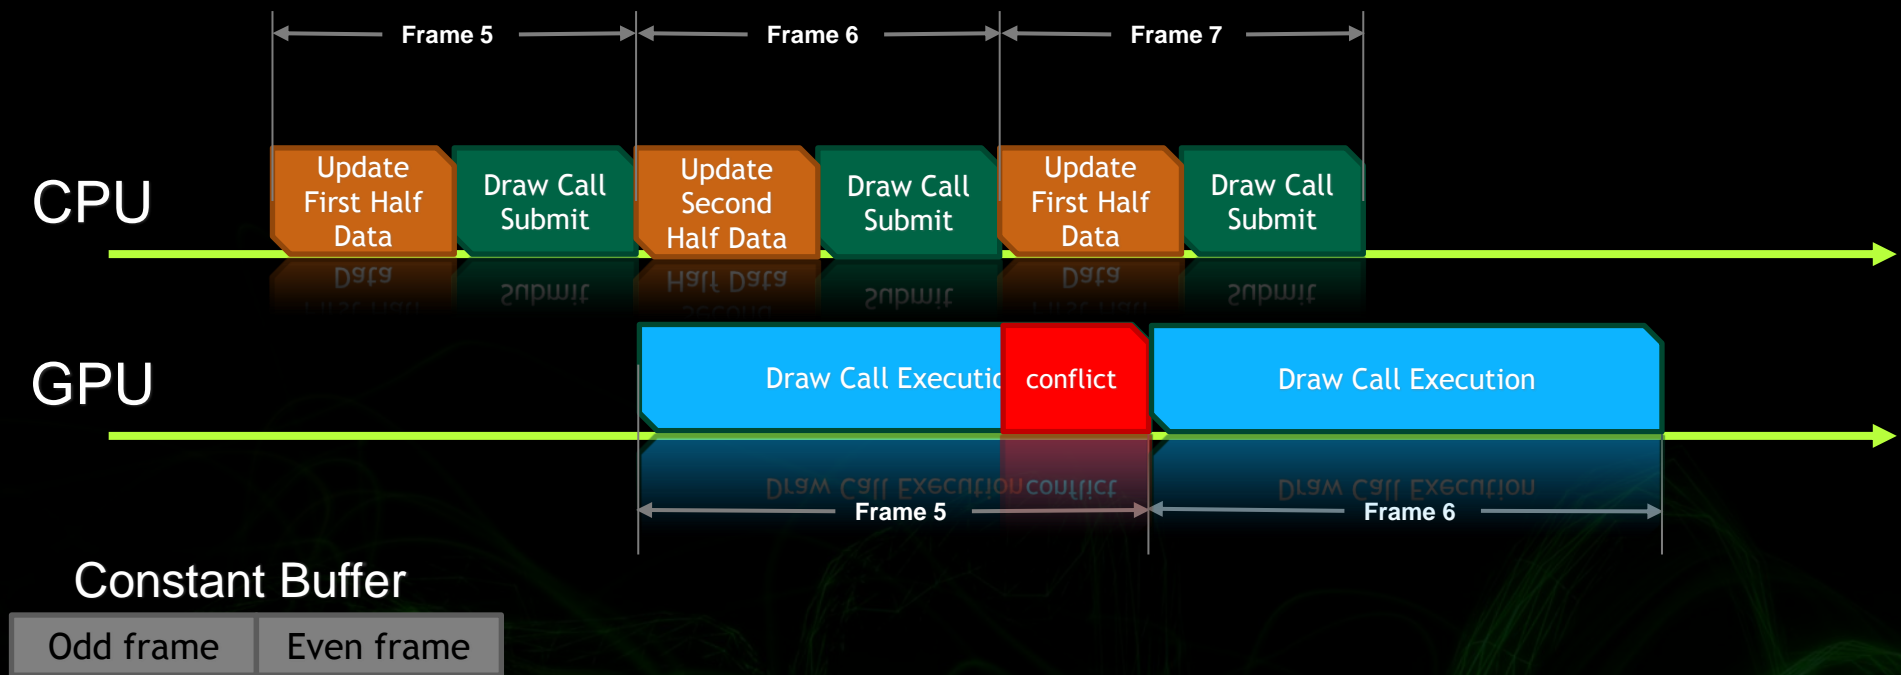 Frame 5
Frame 6
Frame 7
CPU
Update
First Half
Data
Draw Call
Submit
Update
Second
Half Data
Draw Call
Submit
Update
First Half
Data
Draw Call
Submit
GPU
Draw Call Executio
conflict
Draw Call Execution
Frame 5
Frame 6
Constant Buffer
Odd frame
Even frame